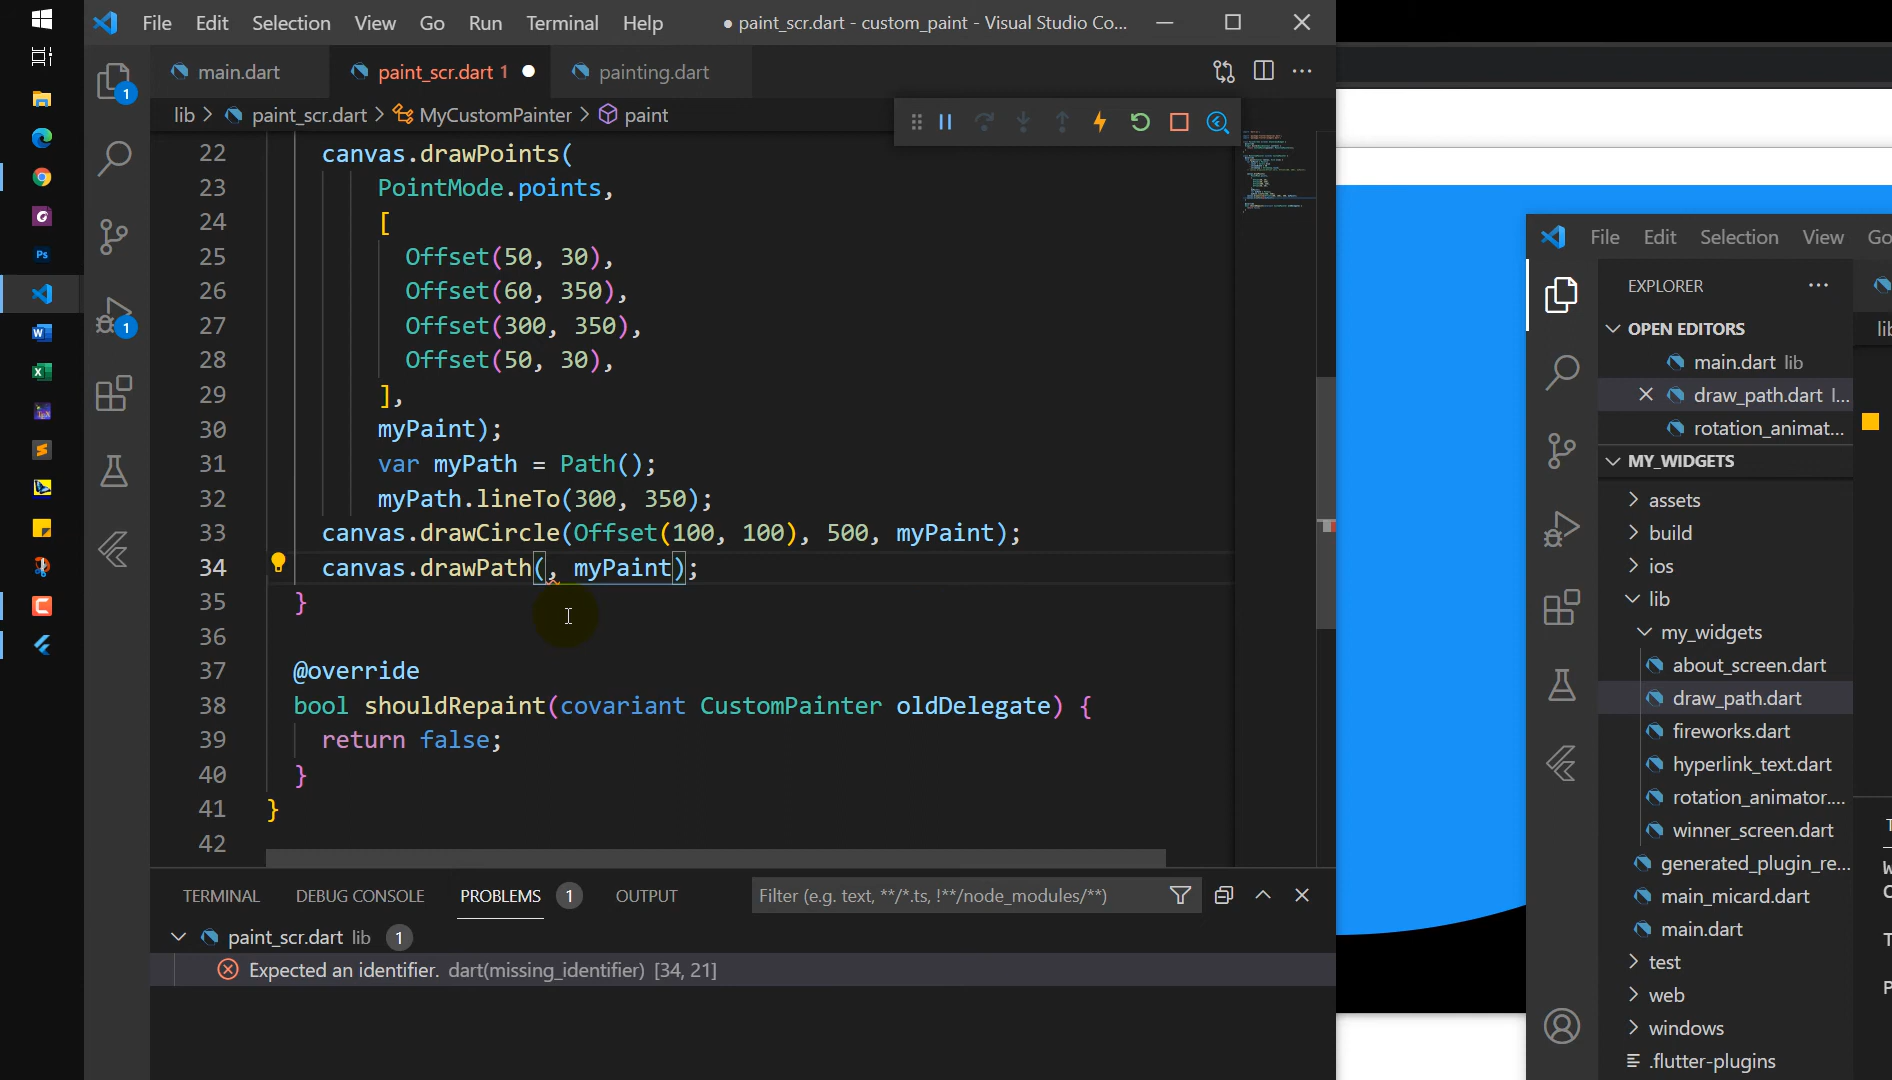 File Edit Selection View Go Run Terminal Help ● paint_scr.dart - custom_paint - Visual Studio Co...
main.dart paint_scr.dart 1 painting.dart
lib > paint_scr.dart > MyCustomPainter > paint
22 canvas.drawPoints(
23 PointMode.points,
24 [
25 Offset(50, 30),
26 Offset(60, 350),
27 Offset(300, 350),
28 Offset(50, 30),
29 ],
30 myPaint);
31 var myPath = Path();
32 myPath.lineTo(300, 350);
33 canvas.drawCircle(Offset(100, 100), 500, myPaint);
34 canvas.drawPath(, myPaint);
35 }
36
37 @override
38 bool shouldRepaint(covariant CustomPainter oldDelegate) {
39 return false;
40 }
41 }
42
TERMINAL DEBUG CONSOLE PROBLEMS 1 OUTPUT Filter (e.g. text, **/*.ts, !**/node_modules/**)
paint_scr.dart lib 1
Expected an identifier. dart(missing_identifier) [34, 21]
1
1
Ps
File Edit Selection View Go
EXPLORER ...
OPEN EDITORS
main.dart lib
draw_path.dart l...
rotation_animat...
MY_WIDGETS
assets
build
ios
lib
my_widgets
about_screen.dart
draw_path.dart
fireworks.dart
hyperlink_text.dart
rotation_animator....
winner_screen.dart
generated_plugin_re...
main_micard.dart
main.dart
test
web
windows
.flutter-plugins